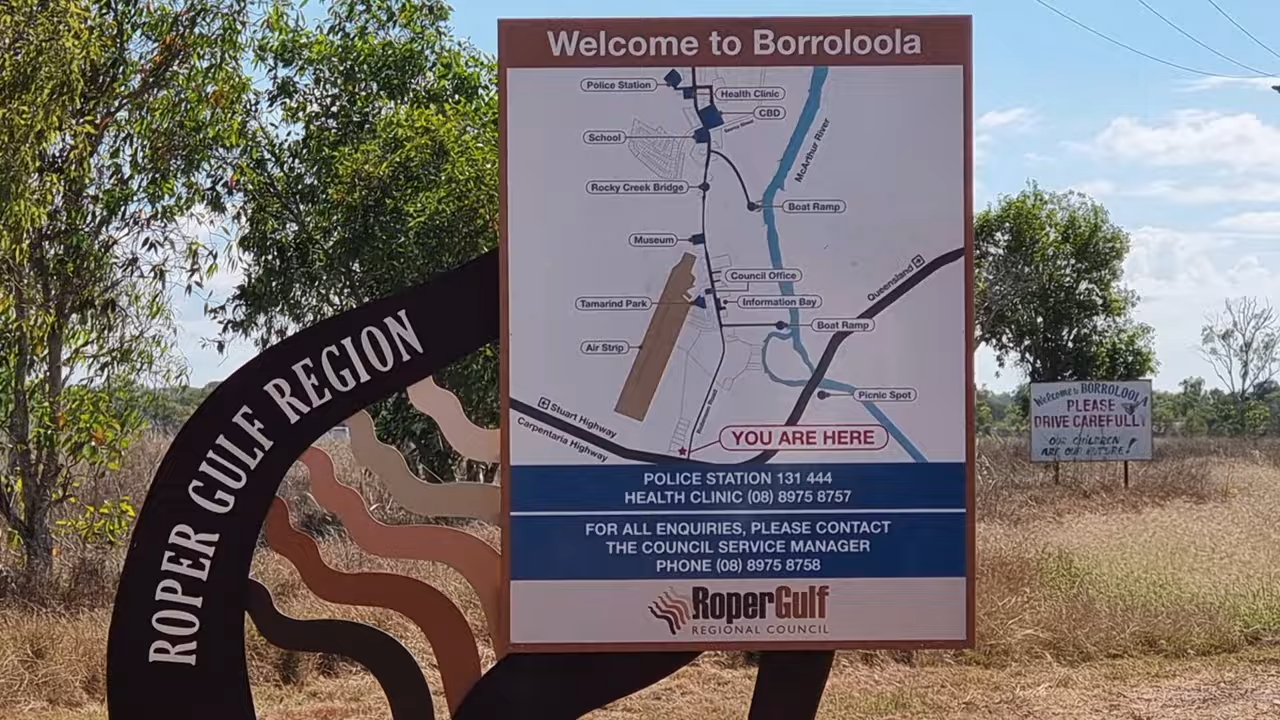 Welcome to Borroloola
Police Station
Health Clinic
CBD
School
McArthur River
Rocky Creek Bridge
Boat Ramp
Museum
Queensland
Council Office
Tamarind Park
Information Bay
Boat Ramp
Air Strip
Picnic Spot
Stuart Highway
Carpentaria Highway
YOU ARE HERE
POLICE STATION 131 444
HEALTH CLINIC (08) 8975 8757
FOR ALL ENQUIRIES, PLEASE CONTACT
THE COUNCIL SERVICE MANAGER
PHONE (08) 8975 8758
RoperGulf
REGIONAL COUNCIL
ROPER GULF REGION
Welcome to BORROLOOLA
PLEASE
DRIVE CAREFULLY
OUR CHILDREN
ARE OUR FUTURE!